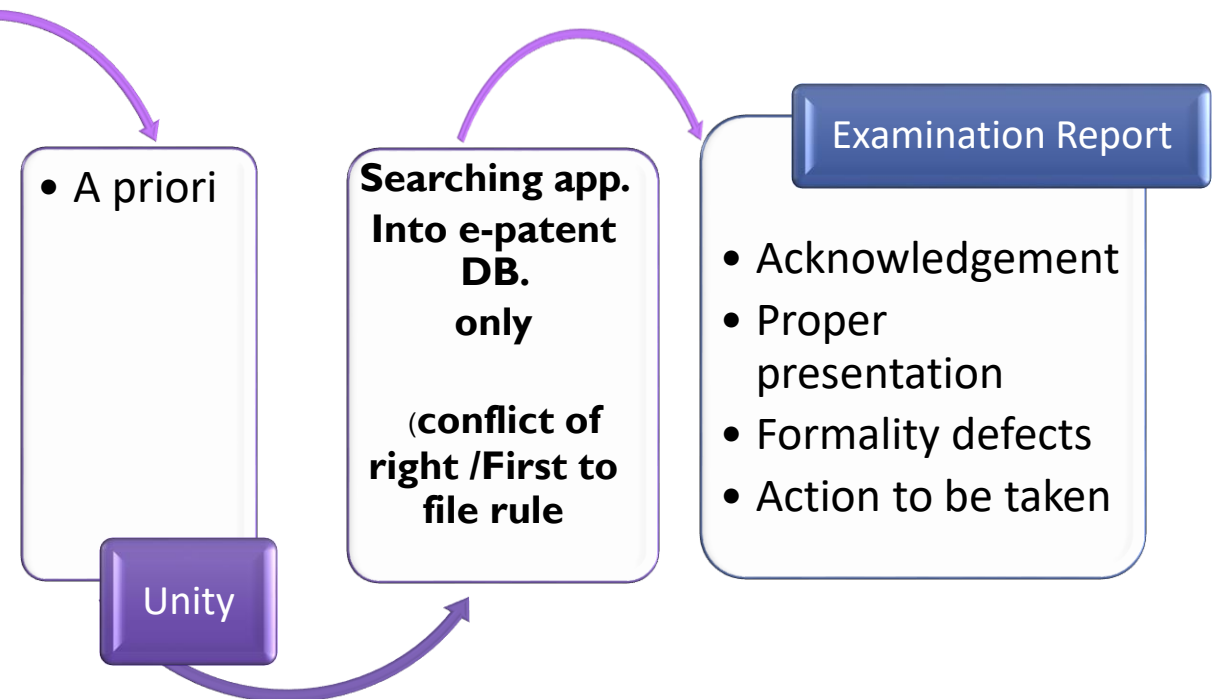 • A priori
Unity
Searching app.
Into e-patent
DB.
only
(conflict of
right /First to
file rule
Examination Report
• Acknowledgement
• Proper
presentation
• Formality defects
• Action to be taken